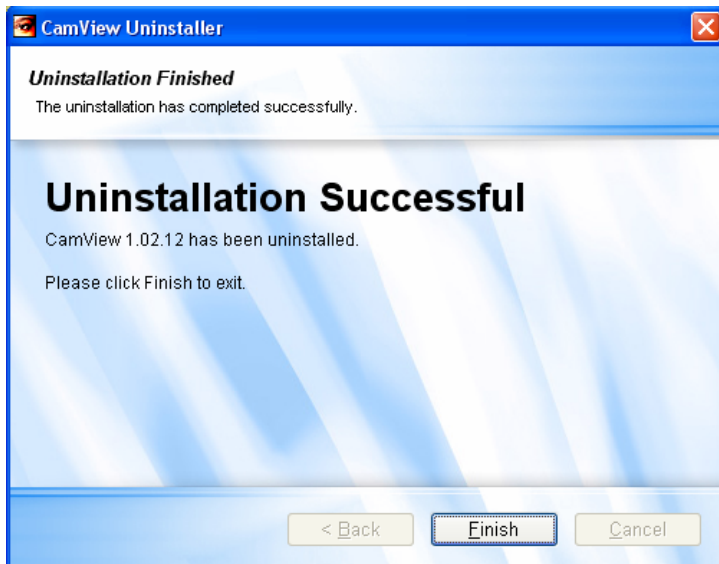 CamView Uninstaller
Uninstallation Finished
The uninstallation has completed successfully.
Uninstallation Successful
CamView 1.02.12 has been uninstalled.
Please click Finish to exit.
< Back
Finish
Cancel